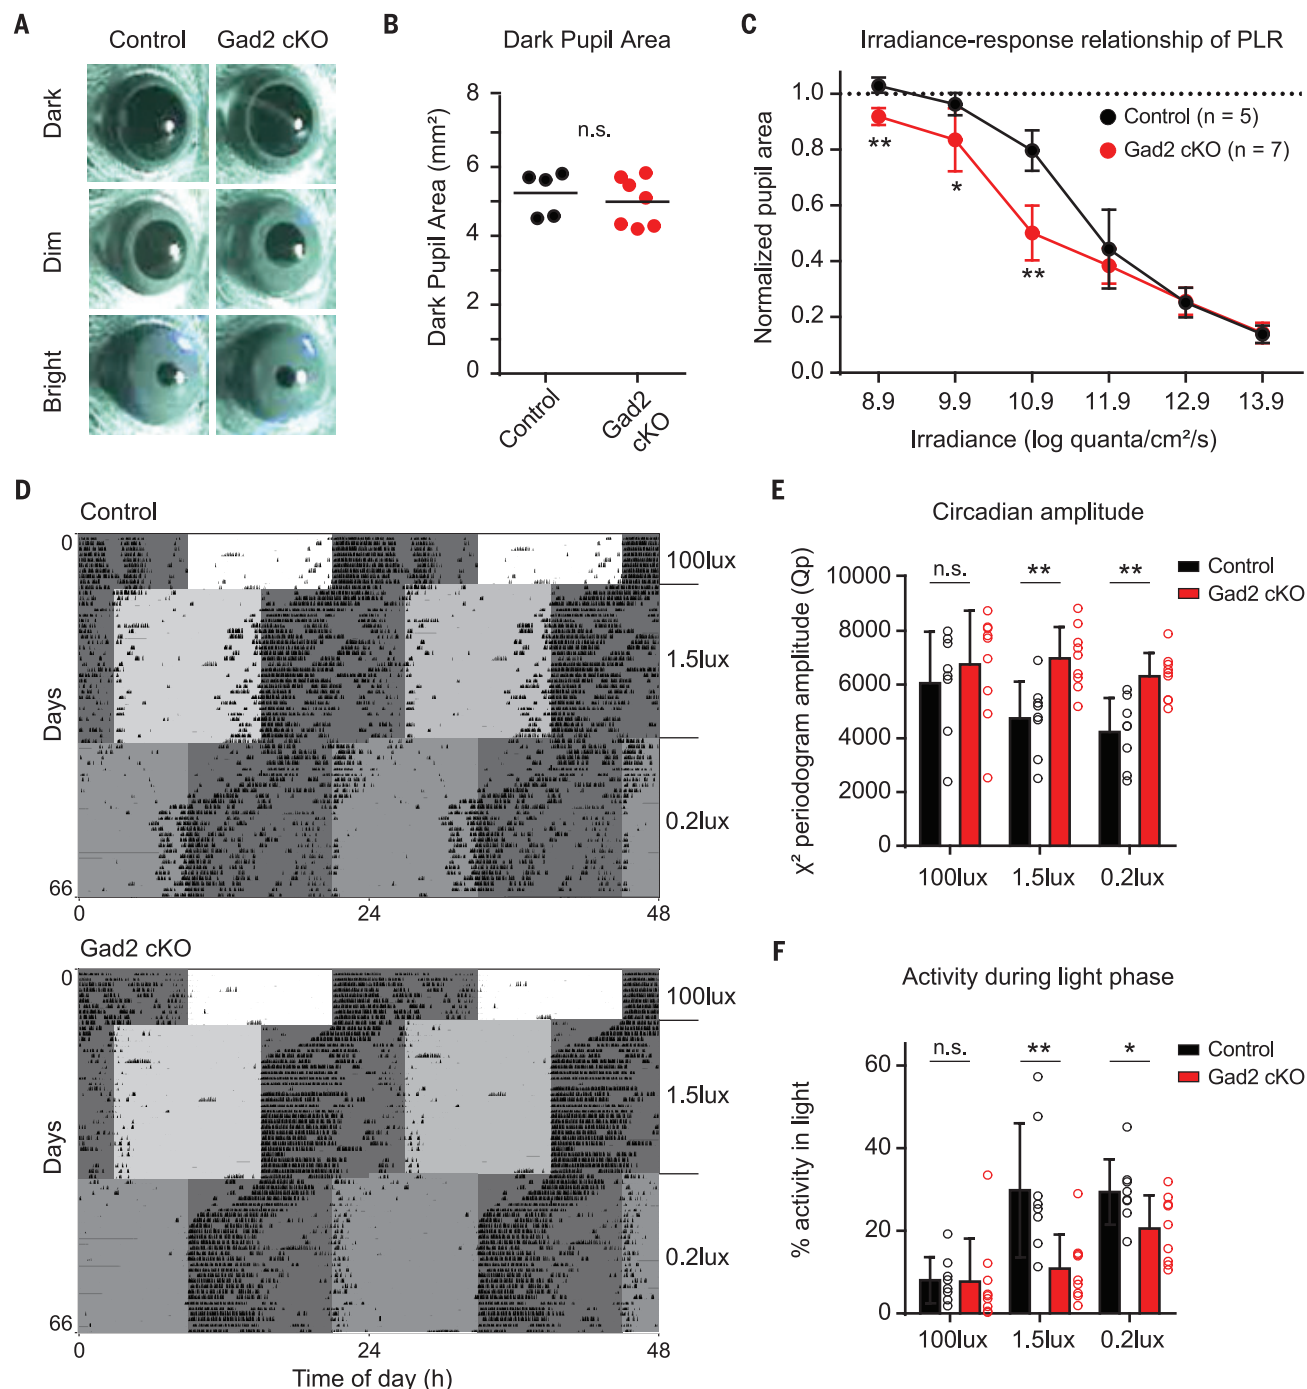 A
Control
Gad2 cKO
Dark
Dim
Bright
B
Dark Pupil Area
Dark Pupil Area (mm²)
8
6
4
2
0
n.s.
Control
Gad2
cKO
C
Irradiance-response relationship of PLR
Normalized pupil area
1.0
0.8
0.6
0.4
0.2
0.0
Control (n = 5)
Gad2 cKO (n = 7)
**
*
**
8.9 9.9 10.9 11.9 12.9 13.9
Irradiance (log quanta/cm²/s)
D
Control
0
Days
66
100lux
1.5lux
0.2lux
0 24 48
Gad2 cKO
0
Days
66
100lux
1.5lux
0.2lux
0 24 48
Time of day (h)
E
Circadian amplitude
Χ² periodogram amplitude (Qp)
10000
8000
6000
4000
2000
0
n.s. ** **
Control
Gad2 cKO
100lux 1.5lux 0.2lux
F
Activity during light phase
% activity in light
60
40
20
0
n.s. ** *
Control
Gad2 cKO
100lux 1.5lux 0.2lux